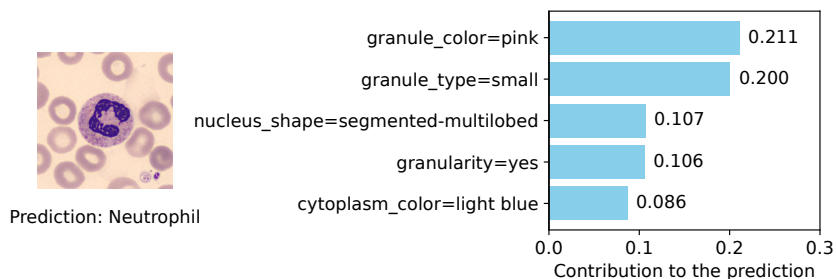 granule_color=pink 0.211
granule_type=small 0.200
nucleus_shape=segmented-multilobed 0.107
granularity=yes 0.106
cytoplasm_color=light blue 0.086
Prediction: Neutrophil
0.0 0.1 0.2 0.3
Contribution to the prediction